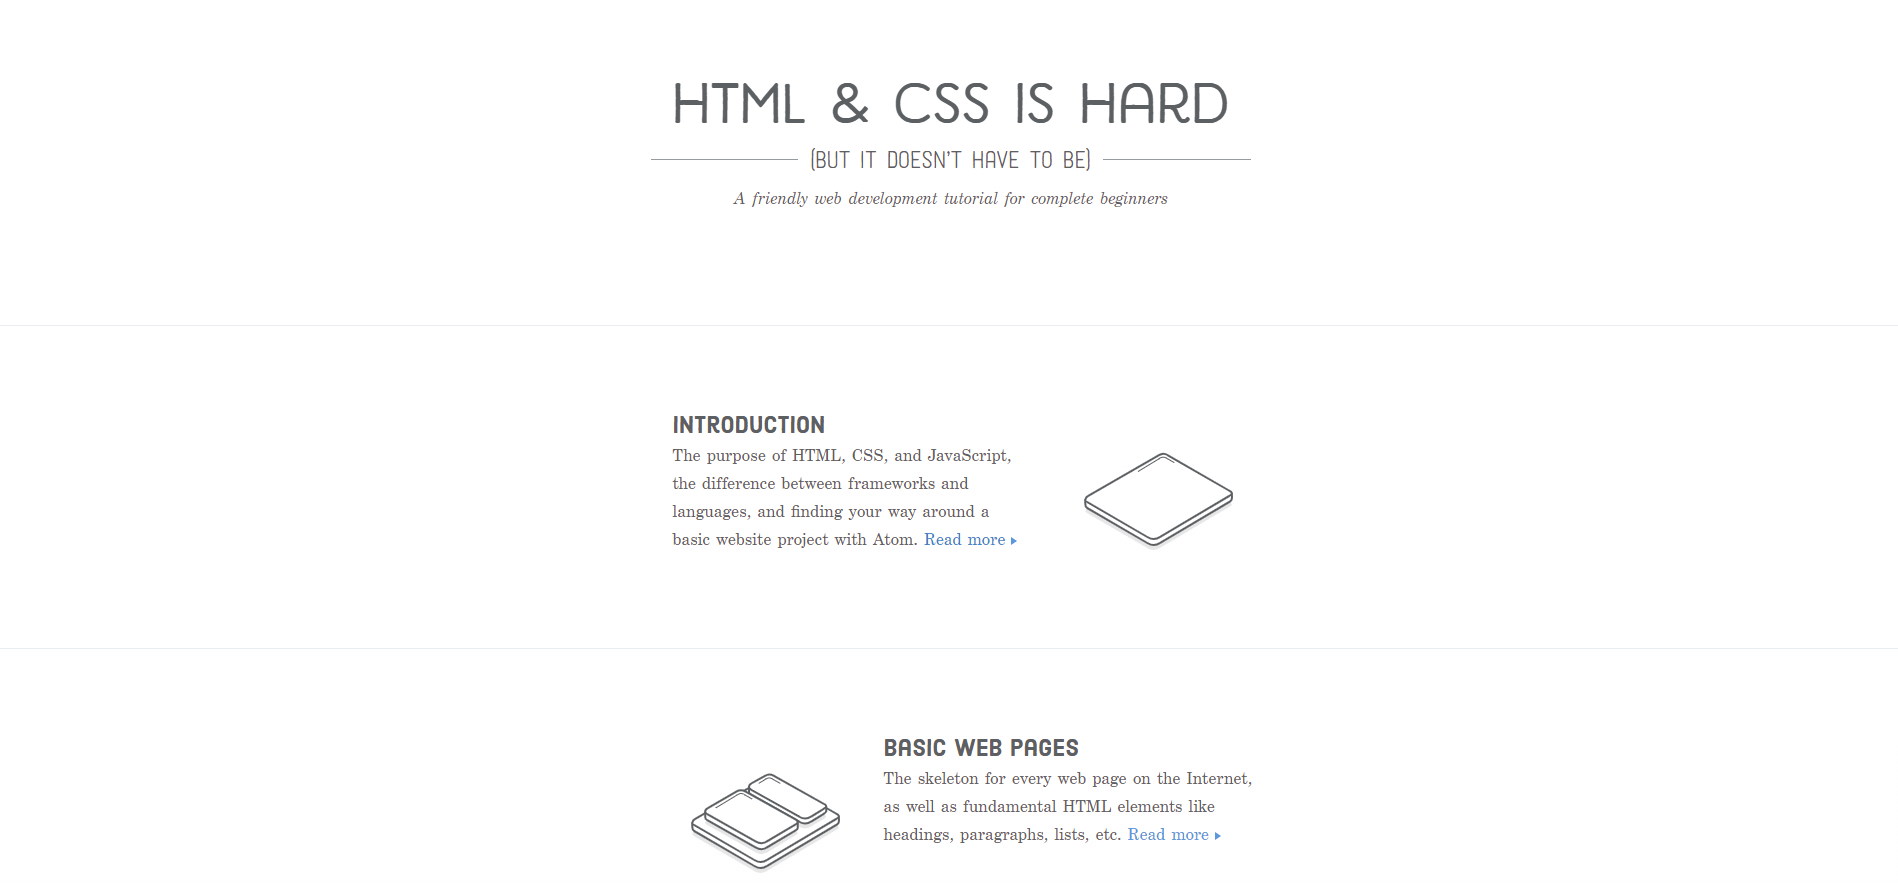 HTML & CSS IS HARD
(BUT IT DOESN'T HAVE TO BE)
A friendly web development tutorial for complete beginners
INTRODUCTION
The purpose of HTML, CSS, and JavaScript,
the difference between frameworks and
languages, and finding your way around a
basic website project with Atom. Read more
BASIC WEB PAGES
The skeleton for every web page on the Internet,
as well as fundamental HTML elements like
headings, paragraphs, lists, etc. Read more